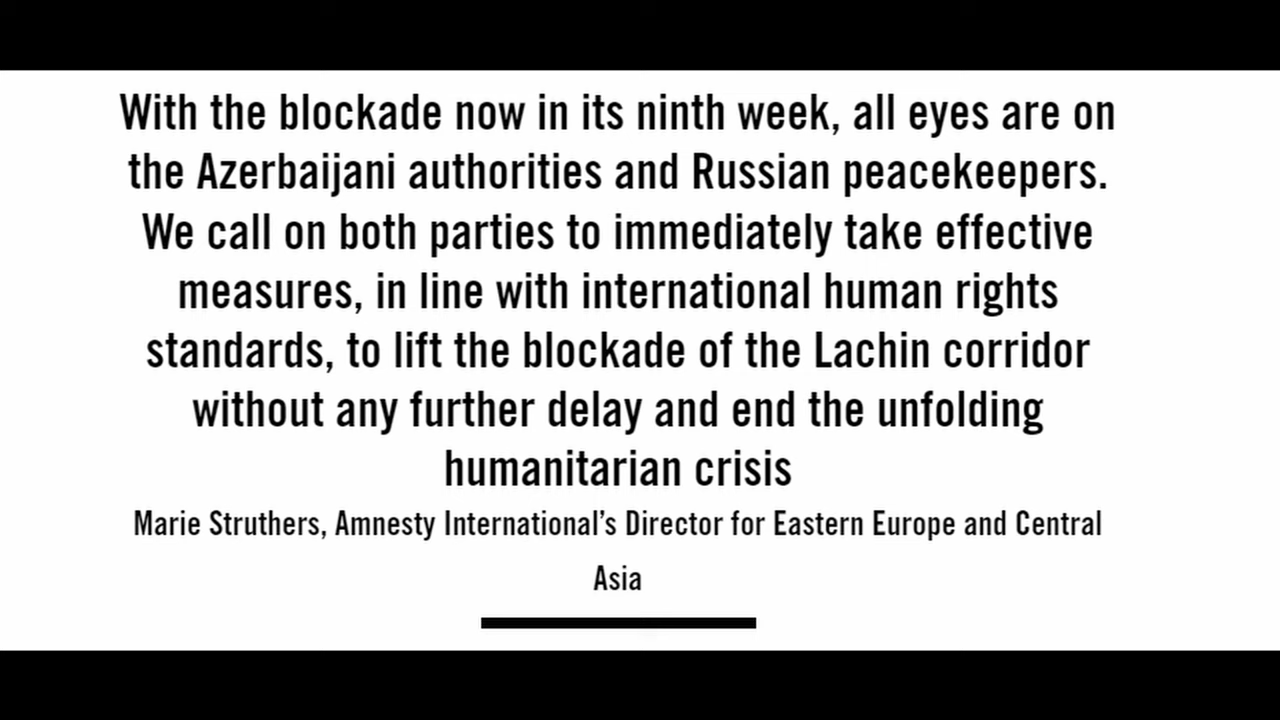 With the blockade now in its ninth week, all eyes are on
the Azerbaijani authorities and Russian peacekeepers.
We call on both parties to immediately take effective
measures, in line with international human rights
standards, to lift the blockade of the Lachin corridor
without any further delay and end the unfolding
humanitarian crisis
Marie Struthers, Amnesty International’s Director for Eastern Europe and Central
Asia